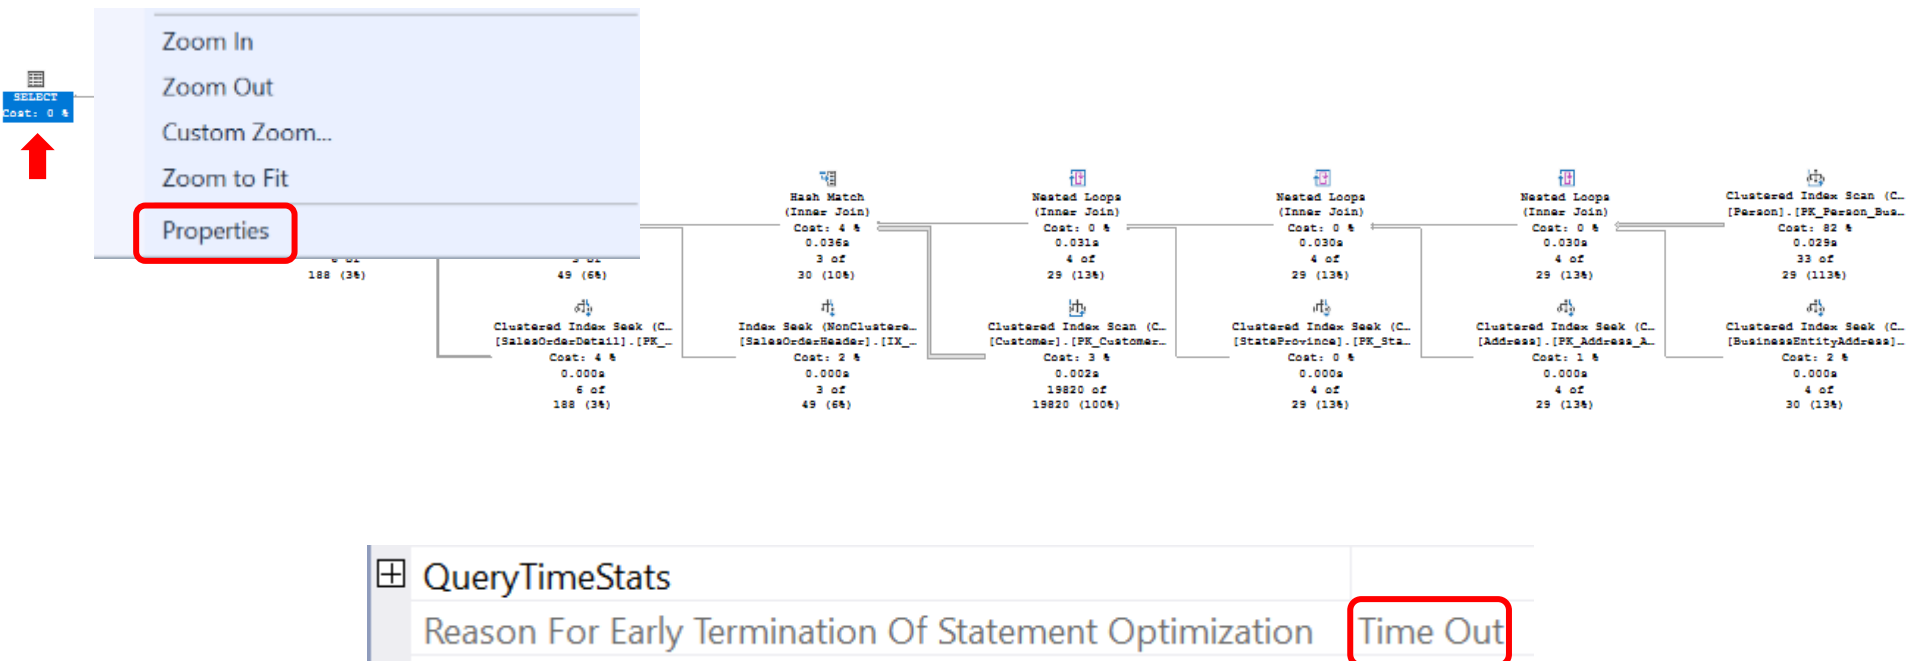 Zoom In
Zoom Out
Custom Zoom...
Zoom to Fit
Properties
SELECT
Cost: 0 %
188 (3%)
49 (6%)
Hash Match
(Inner Join)
Cost: 4 %
0.036s
3 of
30 (10%)
Nested Loops
(Inner Join)
Cost: 0 %
0.031s
4 of
29 (13%)
Nested Loops
(Inner Join)
Cost: 0 %
0.030s
4 of
29 (13%)
Nested Loops
(Inner Join)
Cost: 0 %
0.030s
4 of
29 (13%)
Clustered Index Scan (C…
[Person].[PK_Person_Bus…
Cost: 82 %
0.029s
33 of
29 (113%)
Clustered Index Seek (C…
[SalesOrderDetail].[PK_…
Cost: 4 %
0.000s
6 of
188 (3%)
Index Seek (NonClustere…
[SalesOrderHeader].[IX_…
Cost: 2 %
0.000s
3 of
49 (6%)
Clustered Index Scan (C…
[Customer].[PK_Customer…
Cost: 3 %
0.002s
19820 of
19820 (100%)
Clustered Index Seek (C…
[StateProvince].[PK_Sta…
Cost: 0 %
0.000s
4 of
29 (13%)
Clustered Index Seek (C…
[Address].[PK_Address_A…
Cost: 1 %
0.000s
4 of
29 (13%)
Clustered Index Seek (C…
[BusinessEntityAddress]…
Cost: 2 %
0.000s
4 of
30 (13%)
QueryTimeStats
Reason For Early Termination Of Statement Optimization Time Out